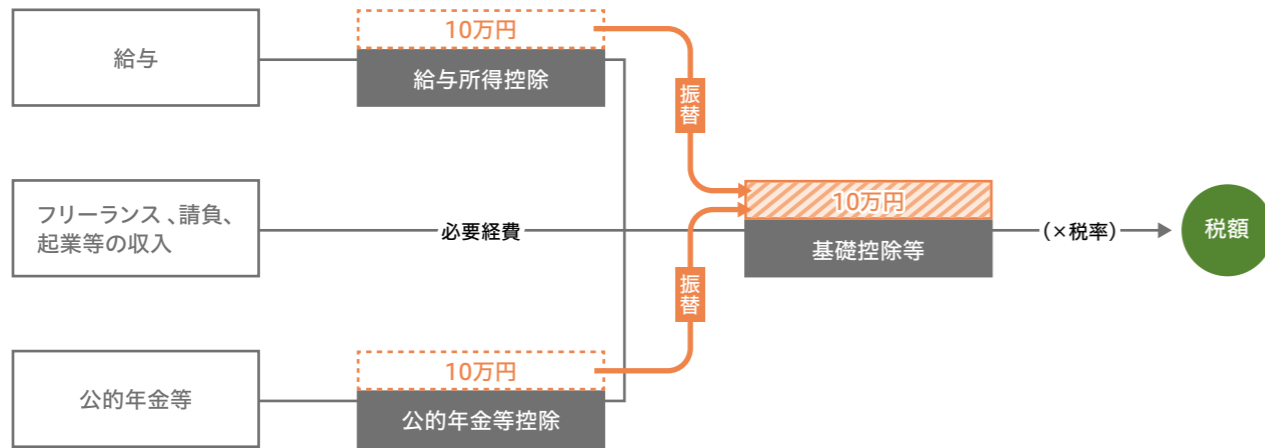 10万円
給与
給与所得控除
振替
10万円
フリーランス、請負、
起業等の収入
必要経費
基礎控除等
(×税率)
税額
振替
10万円
公的年金等
公的年金等控除